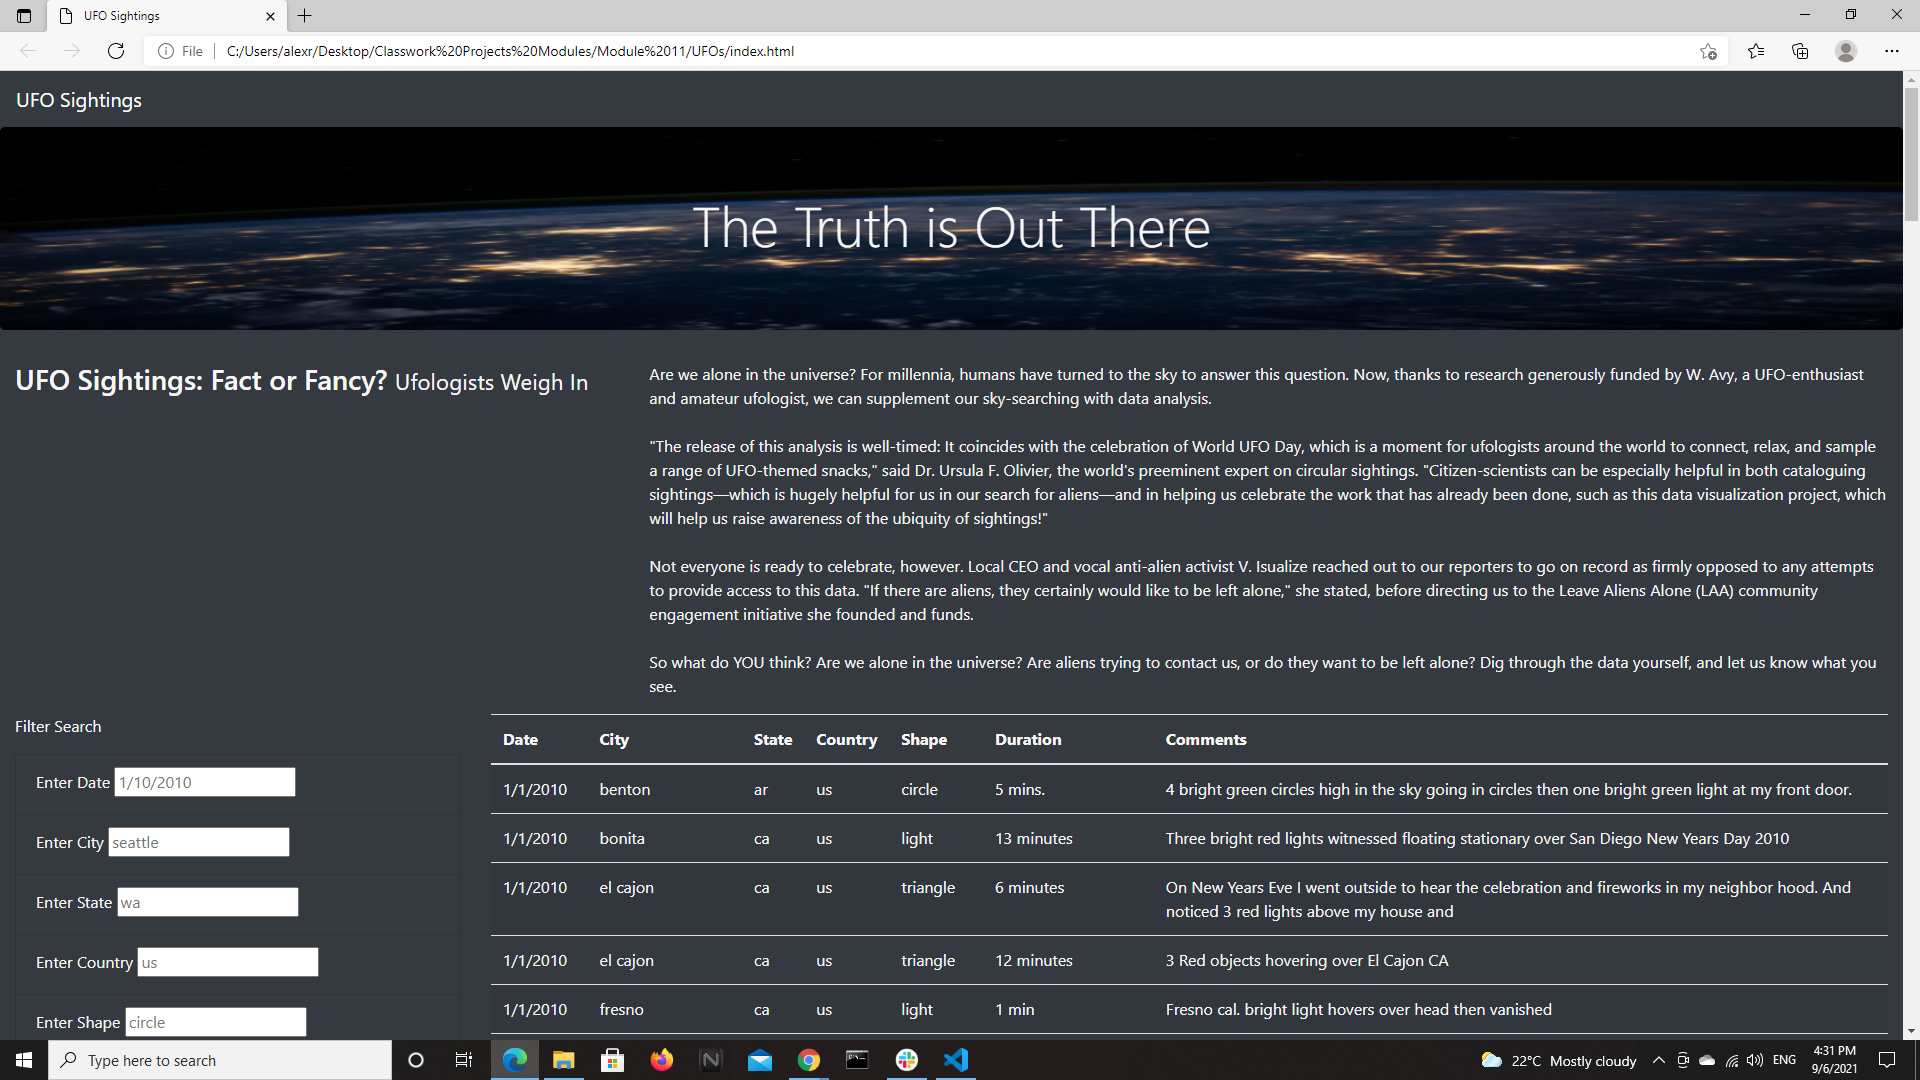 UFO Sightings
File
C:/Users/alexr/Desktop/Classwork%20Projects%20Modules/Module%2011/UFOs/index.html
UFO Sightings
The Truth is Out There
UFO Sightings: Fact or Fancy? Ufologists Weigh In
Are we alone in the universe? For millennia, humans have turned to the sky to answer this question. Now, thanks to research generously funded by W. Avy, a UFO-enthusiast
and amateur ufologist, we can supplement our sky-searching with data analysis.
"The release of this analysis is well-timed: It coincides with the celebration of World UFO Day, which is a moment for ufologists around the world to connect, relax, and sample
a range of UFO-themed snacks," said Dr. Ursula F. Olivier, the world's preeminent expert on circular sightings. "Citizen-scientists can be especially helpful in both cataloguing
sightings—which is hugely helpful for us in our search for aliens—and in helping us celebrate the work that has already been done, such as this data visualization project, which
will help us raise awareness of the ubiquity of sightings!"
Not everyone is ready to celebrate, however. Local CEO and vocal anti-alien activist V. Isualize reached out to our reporters to go on record as firmly opposed to any attempts
to provide access to this data. "If there are aliens, they certainly would like to be left alone," she stated, before directing us to the Leave Aliens Alone (LAA) community
engagement initiative she founded and funds.
So what do YOU think? Are we alone in the universe? Are aliens trying to contact us, or do they want to be left alone? Dig through the data yourself, and let us know what you
see.
Filter Search
Enter Date 1/10/2010
Enter City seattle
Enter State wa
Enter Country us
Enter Shape circle
Date City State Country Shape Duration Comments
1/1/2010 benton ar us circle 5 mins. 4 bright green circles high in the sky going in circles then one bright green light at my front door.
1/1/2010 bonita ca us light 13 minutes Three bright red lights witnessed floating stationary over San Diego New Years Day 2010
1/1/2010 el cajon ca us triangle 6 minutes On New Years Eve I went outside to hear the celebration and fireworks in my neighbor hood. And
noticed 3 red lights above my house and
1/1/2010 el cajon ca us triangle 12 minutes 3 Red objects hovering over El Cajon CA
1/1/2010 fresno ca us light 1 min Fresno cal. bright light hovers over head then vanished
Type here to search
22°C Mostly cloudy
ENG
4:31 PM
9/6/2021